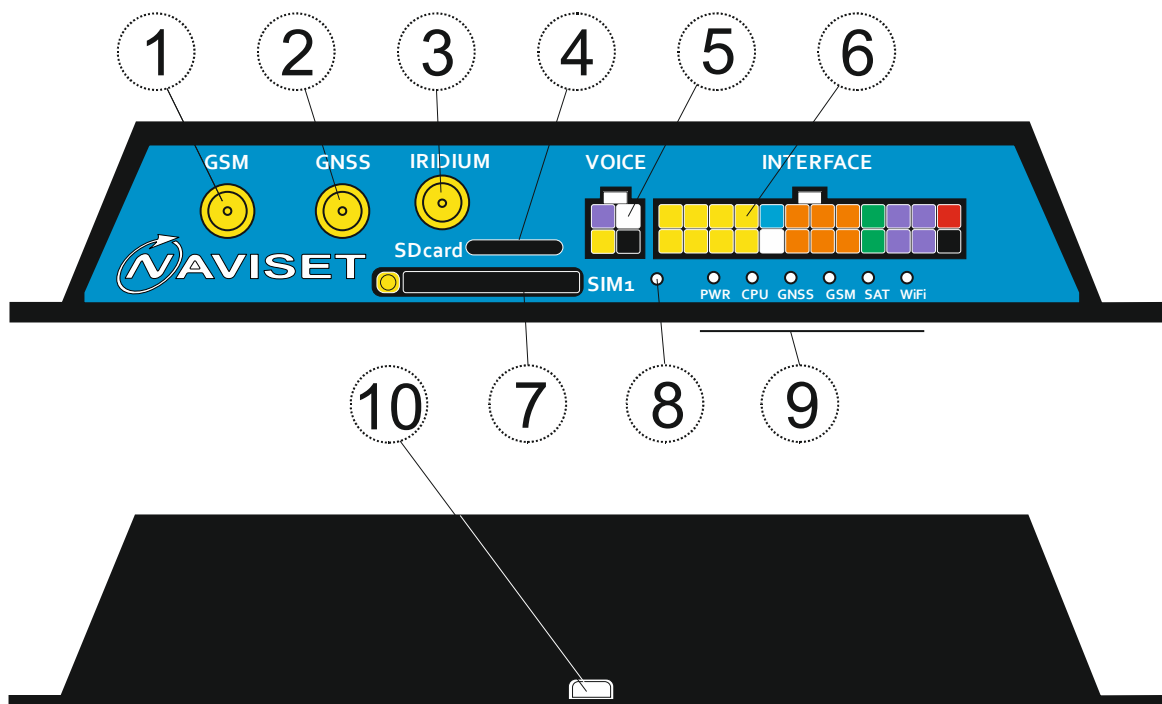 1 2 3 4 5 6
GSM GNSS IRIDIUM VOICE INTERFACE
SDcard
NAVISET
SIM1
PWR CPU GNSS GSM SAT WiFi
10 7 8 9